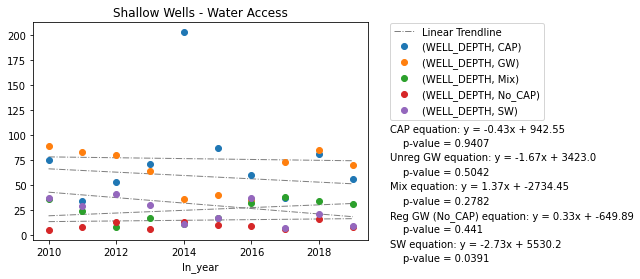 Shallow Wells - Water Access
200
175
150
125
100
75
50
25
0
2010
2012
2014
2016
2018
In_year
Linear Trendline
(WELL_DEPTH, CAP)
(WELL_DEPTH, GW)
(WELL_DEPTH, Mix)
(WELL_DEPTH, No_CAP)
(WELL_DEPTH, SW)
CAP equation: y = -0.43x + 942.55
p-value = 0.9407
Unreg GW equation: y = -1.67x + 3423.0
p-value = 0.5042
Mix equation: y = 1.37x + -2734.45
p-value = 0.2782
Reg GW (No_CAP) equation: y = 0.33x + -649.89
p-value = 0.441
SW equation: y = -2.73x + 5530.2
p-value = 0.0391